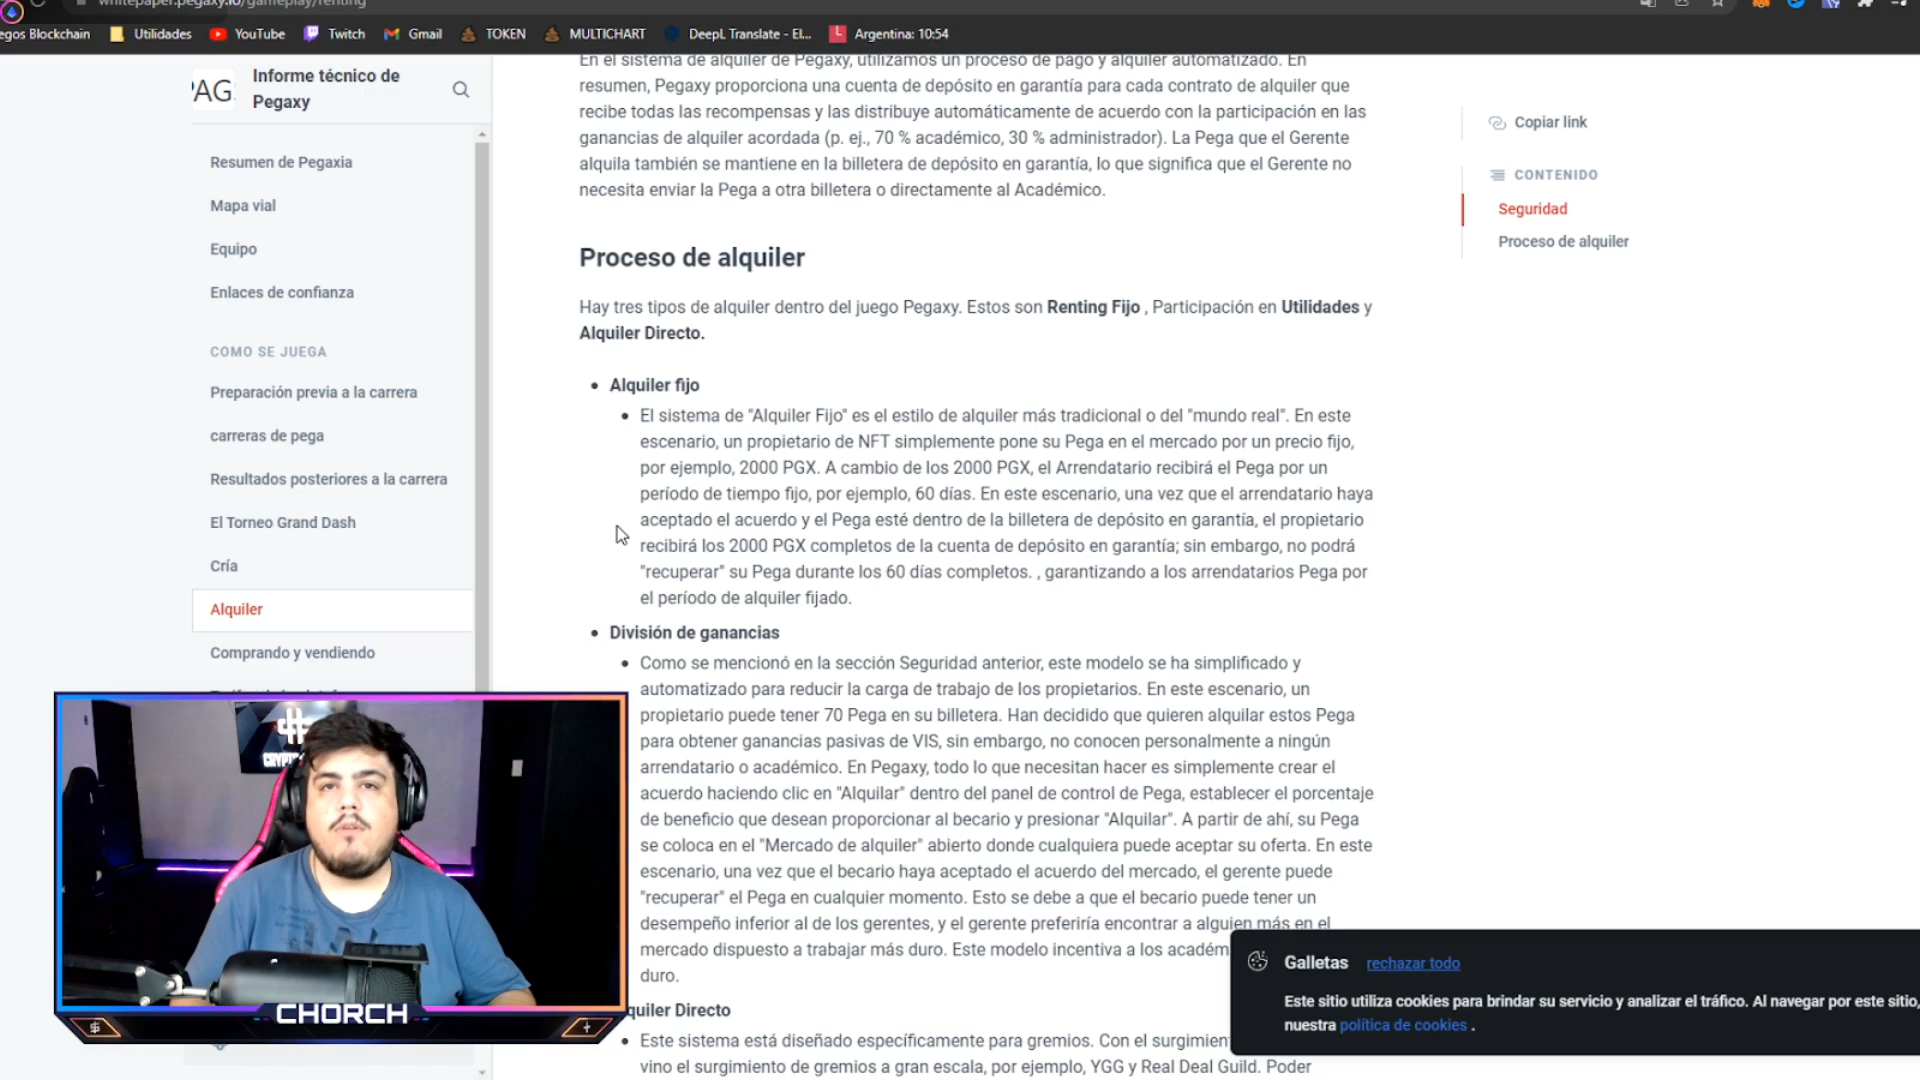 whitepaper.pegaxy.io/gameplay/renting
egos Blockchain
Utilidades
YouTube
Twitch
Gmail
TOKEN
MULTICHART
DeepL Translate - El...
Argentina: 10:54
PAG
Informe técnico de
Pegaxy
Resumen de Pegaxia
Mapa vial
Equipo
Enlaces de confianza
COMO SE JUEGA
Preparación previa a la carrera
carreras de pega
Resultados posteriores a la carrera
El Torneo Grand Dash
Cría
Alquiler
Comprando y vendiendo
En el sistema de alquiler de Pegaxy, utilizamos un proceso de pago y alquiler automatizado. En
resumen, Pegaxy proporciona una cuenta de depósito en garantía para cada contrato de alquiler que
recibe todas las recompensas y las distribuye automáticamente de acuerdo con la participación en las
ganancias de alquiler acordada (p. ej., 70 % académico, 30 % administrador). La Pega que el Gerente
alquila también se mantiene en la billetera de depósito en garantía, lo que significa que el Gerente no
necesita enviar la Pega a otra billetera o directamente al Académico.
Proceso de alquiler
Hay tres tipos de alquiler dentro del juego Pegaxy. Estos son Renting Fijo , Participación en Utilidades y
Alquiler Directo.
• Alquiler fijo
• El sistema de "Alquiler Fijo" es el estilo de alquiler más tradicional o del "mundo real". En este
escenario, un propietario de NFT simplemente pone su Pega en el mercado por un precio fijo,
por ejemplo, 2000 PGX. A cambio de los 2000 PGX, el Arrendatario recibirá el Pega por un
período de tiempo fijo, por ejemplo, 60 días. En este escenario, una vez que el arrendatario haya
aceptado el acuerdo y el Pega esté dentro de la billetera de depósito en garantía, el propietario
recibirá los 2000 PGX completos de la cuenta de depósito en garantía; sin embargo, no podrá
"recuperar" su Pega durante los 60 días completos. , garantizando a los arrendatarios Pega por
el período de alquiler fijado.
• División de ganancias
• Como se mencionó en la sección Seguridad anterior, este modelo se ha simplificado y
automatizado para reducir la carga de trabajo de los propietarios. En este escenario, un
propietario puede tener 70 Pega en su billetera. Han decidido que quieren alquilar estos Pega
para obtener ganancias pasivas de VIS, sin embargo, no conocen personalmente a ningún
arrendatario o académico. En Pegaxy, todo lo que necesitan hacer es simplemente crear el
acuerdo haciendo clic en "Alquilar" dentro del panel de control de Pega, establecer el porcentaje
de beneficio que desean proporcionar al becario y presionar "Alquilar". A partir de ahí, su Pega
se coloca en el "Mercado de alquiler" abierto donde cualquiera puede aceptar su oferta. En este
escenario, una vez que el becario haya aceptado el acuerdo del mercado, el gerente puede
"recuperar" el Pega en cualquier momento. Esto se debe a que el becario puede tener un
desempeño inferior al de los gerentes, y el gerente preferiría encontrar a alguien más en el
mercado dispuesto a trabajar más duro. Este modelo incentiva a los académ
duro.
quiler Directo
• Este sistema está diseñado específicamente para gremios. Con el surgimient
vino el surgimiento de gremios a gran escala, por ejemplo, YGG y Real Deal Guild. Poder
Copiar link
CONTENIDO
Seguridad
Proceso de alquiler
CRYP
CHORCH
Galletas rechazar todo
Este sitio utiliza cookies para brindar su servicio y analizar el tráfico. Al navegar por este sitio,
nuestra política de cookies .